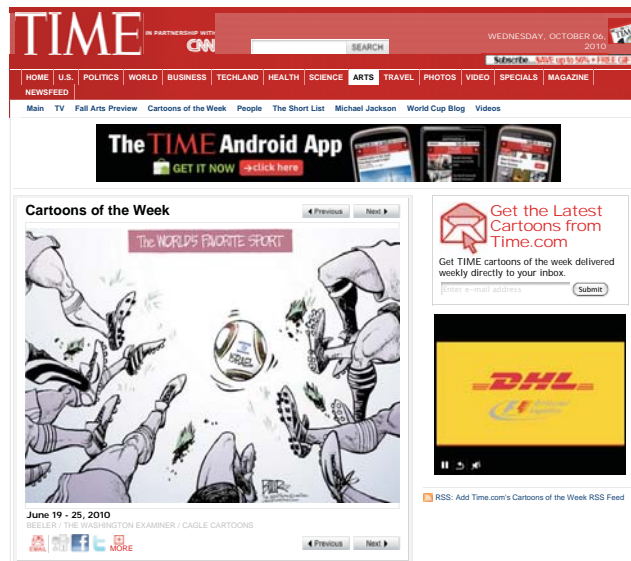 TIME
IN PARTNERSHIP WITH
CNN
SEARCH
WEDNESDAY, OCTOBER 06,
2010
TIME
Subscribe SAVE up to 50% + FREE GIF
HOME U.S. POLITICS WORLD BUSINESS TECHLAND HEALTH SCIENCE ARTS TRAVEL PHOTOS VIDEO SPECIALS MAGAZINE
NEWSFEED
Main TV Fall Arts Preview Cartoons of the Week People The Short List Michael Jackson World Cup Blog Videos
The TIME Android App
GET IT NOW click here
Cartoons of the Week
Previous Next
The WORLD'S FAVORITE SPORT
ISRAEL
June 19 - 25, 2010
BEELER / THE WASHINGTON EXAMINER / CAGLE CARTOONS
EMAIL
MORE
Previous Next
Get the Latest
Cartoons from
Time.com
Get TIME cartoons of the week delivered
weekly directly to your inbox.
Enter e-mail address Submit
DHL
RSS: Add Time.com's Cartoons of the Week RSS Feed